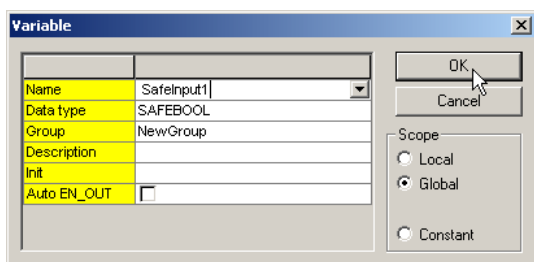 Variable
Name SafeInput1
Data type SAFEBOOL
Group NewGroup
Description
Init
Auto EN_OUT
OK
Cancel
Scope
Local
Global
Constant